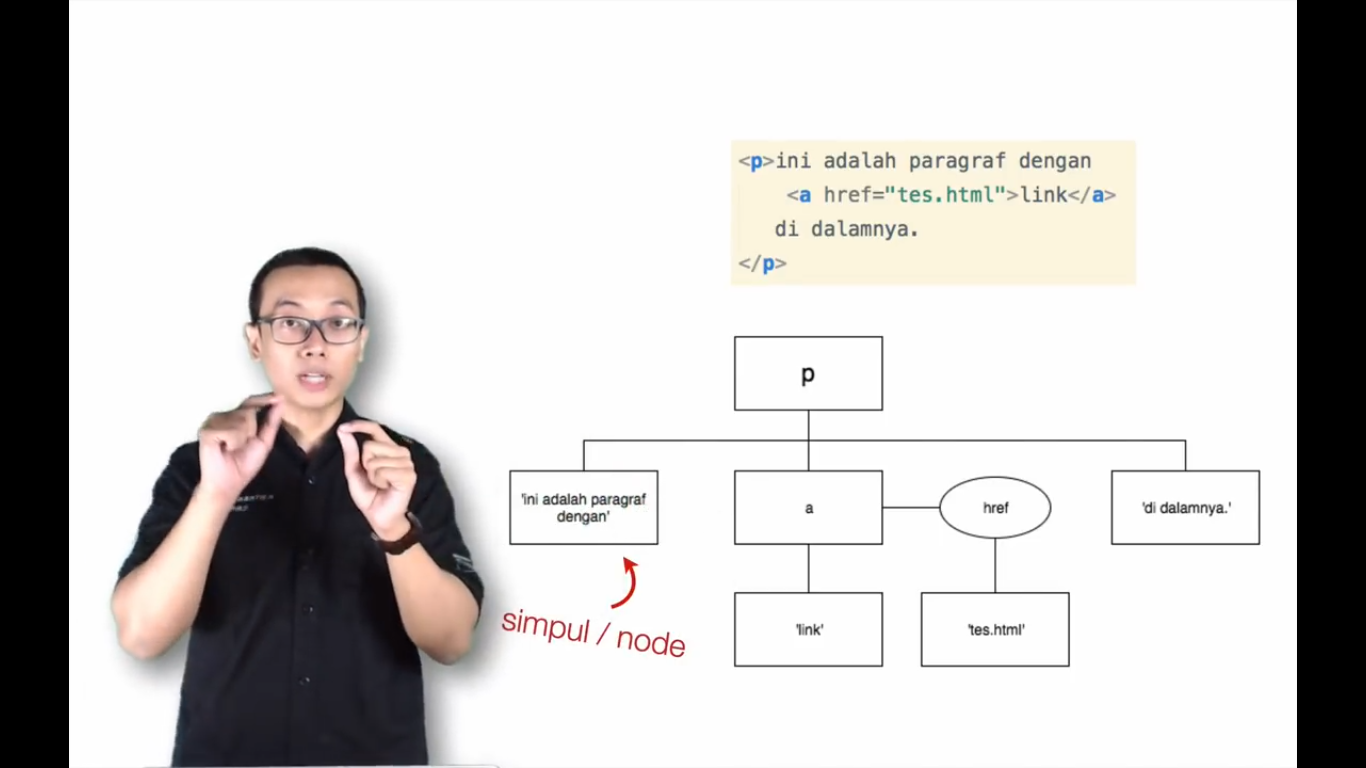 <p>ini adalah paragraf dengan
<a href="tes.html">link</a>
di dalamnya.
</p>
p
'ini adalah paragraf
dengan'
a
href
'di dalamnya.'
simpul / node
'link'
'tes.html'